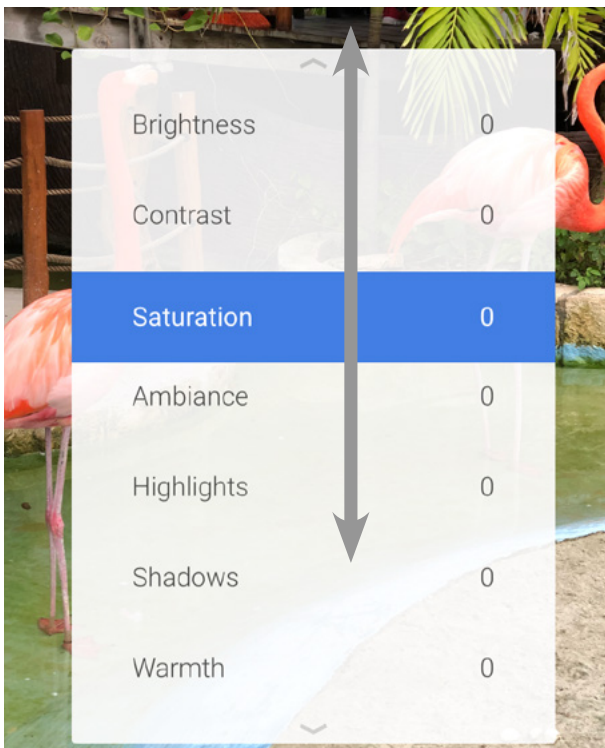 Brightness 0
Contrast 0
Saturation 0
Ambiance 0
Highlights 0
Shadows 0
Warmth 0